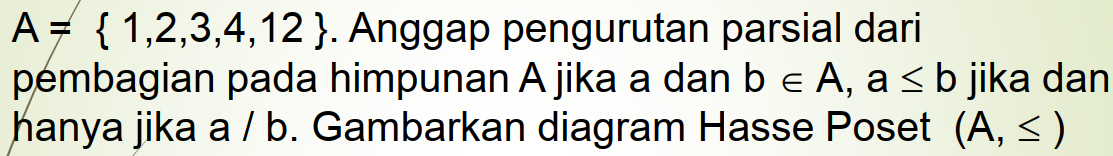 A = { 1,2,3,4,12 }. Anggap pengurutan parsial dari
pembagian pada himpunan A jika a dan b ∊ A, a ≤ b jika dan
hanya jika a / b. Gambarkan diagram Hasse Poset (A, ≤ )